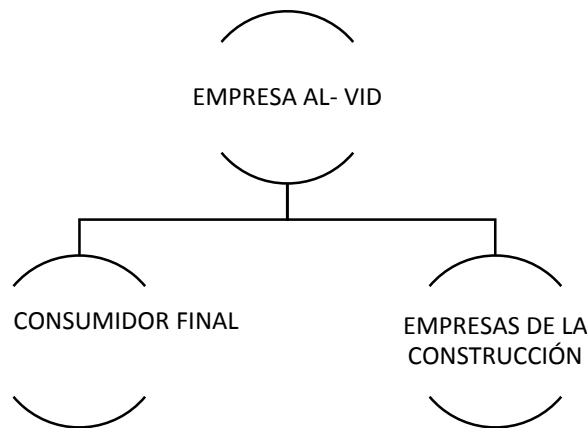 EMPRESA AL- VID
CONSUMIDOR FINAL
EMPRESAS DE LA
CONSTRUCCIÓN